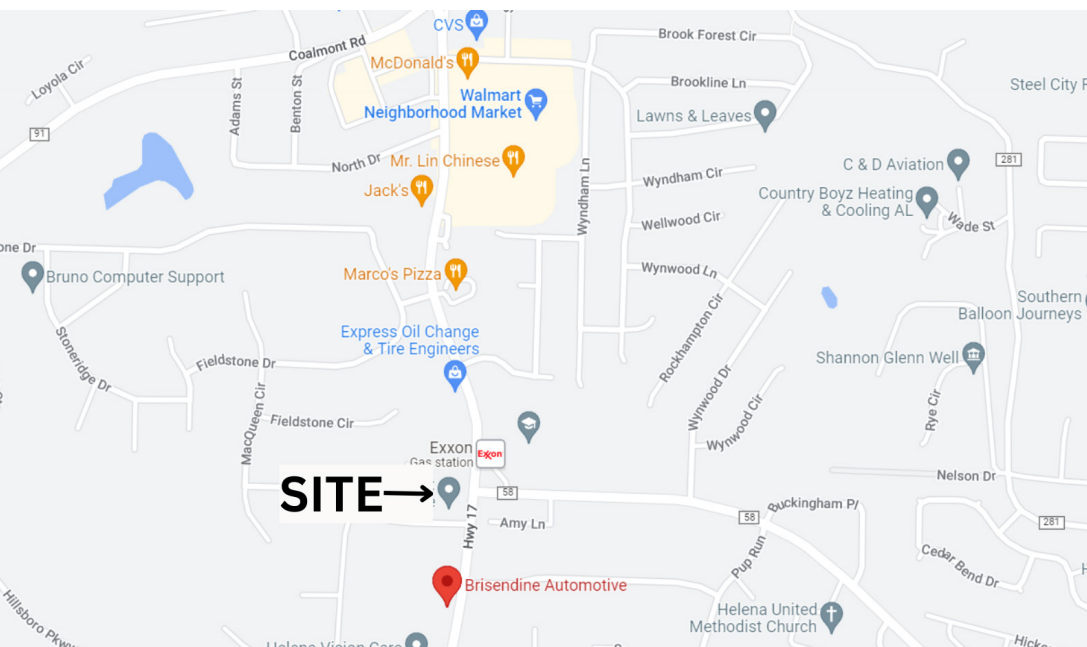 CVS
Brook Forest Cir
Coalmont Rd
McDonald's
Loyola Cir
Brookline Ln
Steel City
Walmart
Neighborhood Market
Adams St
Benton St
Lawns & Leaves
91
North Dr
Mr. Lin Chinese
C & D Aviation
281
Jack's
Wyndham Ln
Wyndham Cir
Country Boyz Heating
& Cooling AL
Wellwood Cir
Wade St
one Dr
Bruno Computer Support
Marco's Pizza
Wynwood Ln
Southern
Balloon Journeys
Express Oil Change
& Tire Engineers
Rockhampton Cir
Stoneridge Dr
Fieldstone Dr
Shannon Glenn Well
MacQueen Cir
Wynwood Dr
Wynwood Cir
Rye Cir
Fieldstone Cir
Exxon
Gas station
Exxon
Nelson Dr
SITE
58
Buckingham Pl
58
281
Hwy 17
Amy Ln
Pup Run
Cedar Bend Dr
Brisendine Automotive
Hillsboro Pkwy
Helena United
Methodist Church
Helena Vision Care